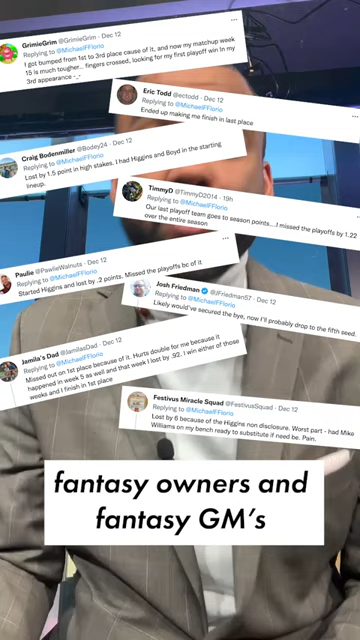 GrimieGrim @GrimieGrim · Dec 12
Replying to @MichaelFFlorio
I got bumped from 1st to 3rd place cause of it, and now my matchup week
15 is much tougher... fingers crossed, looking for my first playoff win In my
3rd appearance -_-
Eric Todd @ectodd · Dec 12
Replying to @MichaelFFlorio
Ended up making me finish in last place
Craig Bodenmiller @Bodey24 · Dec 12
Replying to @MichaelFFlorio
Lost by 1.5 point in high stakes. I had Higgins and Boyd in the starting
lineup.
TimmyD @TimmyD2014 · 19h
Replying to @MichaelFFlorio
Our last playoff team goes to season points....I missed the playoffs by 1.22
over the entire season
Paulie @PawlieWalnuts · Dec 12
Replying to @MichaelFFlorio
Started Higgins and lost by .2 points. Missed the playoffs bc of it
Josh Friedman @JFriedman57 · Dec 12
Replying to @MichaelFFlorio
Likely would've secured the bye, now I'll probably drop to the fifth seed.
Jamila's Dad @JamilasDad · Dec 12
Replying to @MichaelFFlorio
Missed out on 1st place because of it. Hurts double for me because it
happened in week 5 as well and that week I lost by .92. I win either of those
weeks and I finish in 1st place
Festivus Miracle Squad @FestivusSquad · Dec 12
Replying to @MichaelFFlorio
Lost by 6 because of the Higgins non disclosure. Worst part - had Mike
Williams on my bench ready to substitute if need be. Pain.
fantasy owners and
fantasy GM's